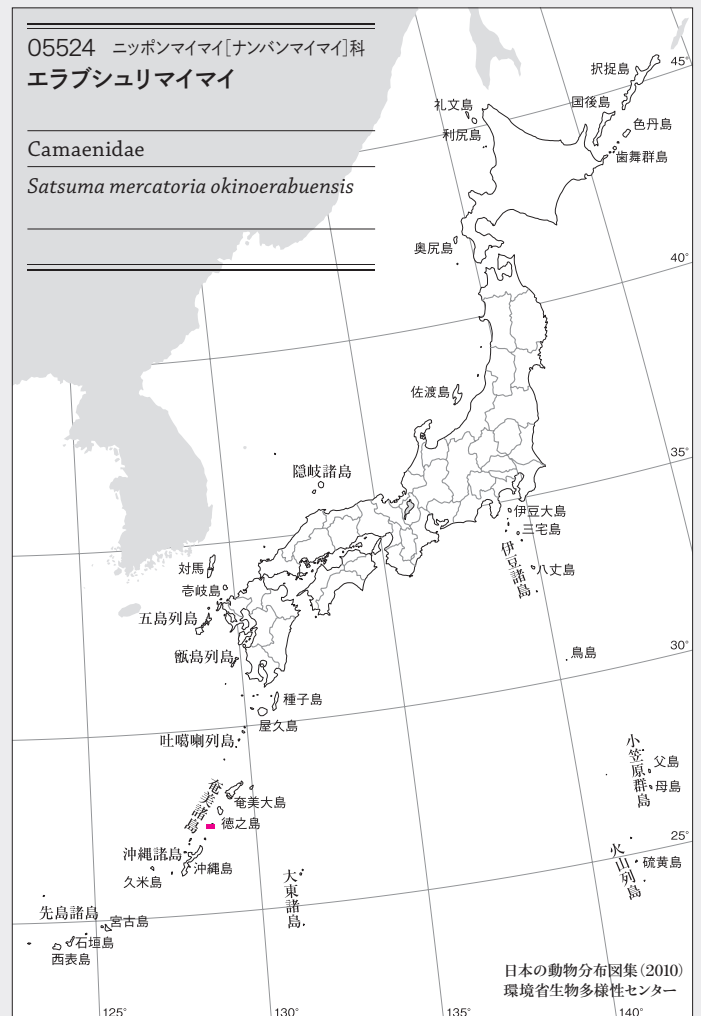 05524 ニッポンマイマイ[ナンバンマイマイ]科
エラブシュリマイマイ
Camaenidae
Satsuma mercatoria okinoerabuensis
択捉島
45°
国後島
礼文島
色丹島
利尻島
歯舞群島
奥尻島
40°
佐渡島
35°
隠岐諸島
伊豆大島
三宅島
伊豆諸島
八丈島
対馬
壱岐島
五島列島
甑島列島
鳥島
30°
種子島
屋久島
吐噶喇列島
小笠原群島
父島
母島
奄美諸島
奄美大島
徳之島
25°
沖縄諸島
沖縄島
久米島
火山列島
硫黄島
大東諸島
先島諸島
宮古島
石垣島
西表島
日本の動物分布図集(2010)
環境省生物多様性センター
125°
130°
135°
140°